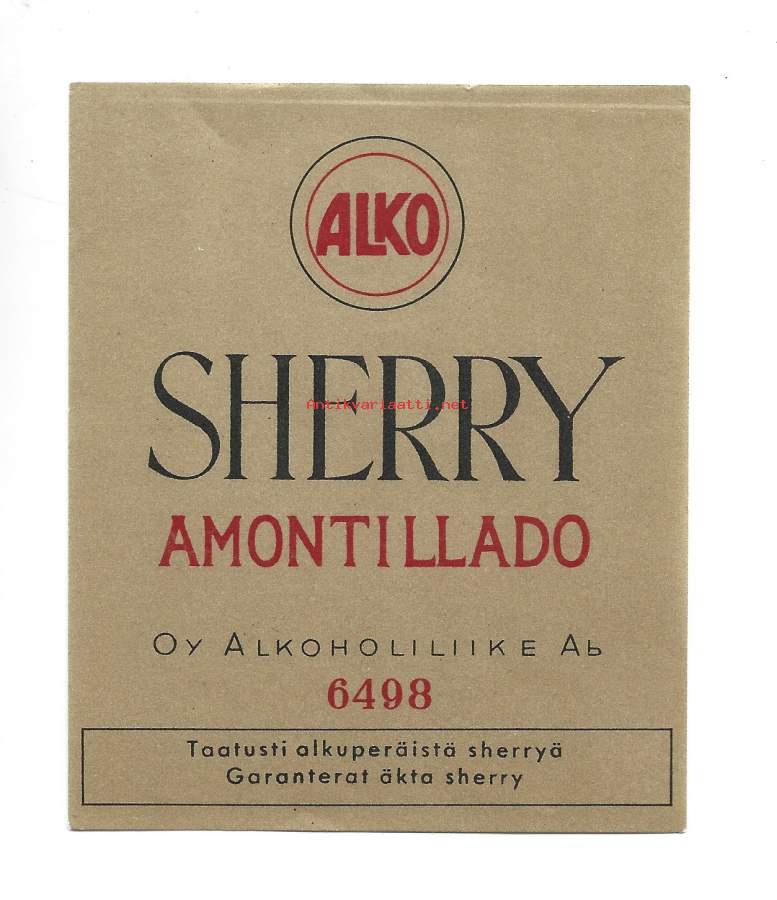 ALKO
SHERRY
Antikvariaatti.net
AMONTILLADO
Oy ALKOHOLILIIKE Ab
6498
Taatusti alkuperäistä sherryä
Garanterat äkta sherry